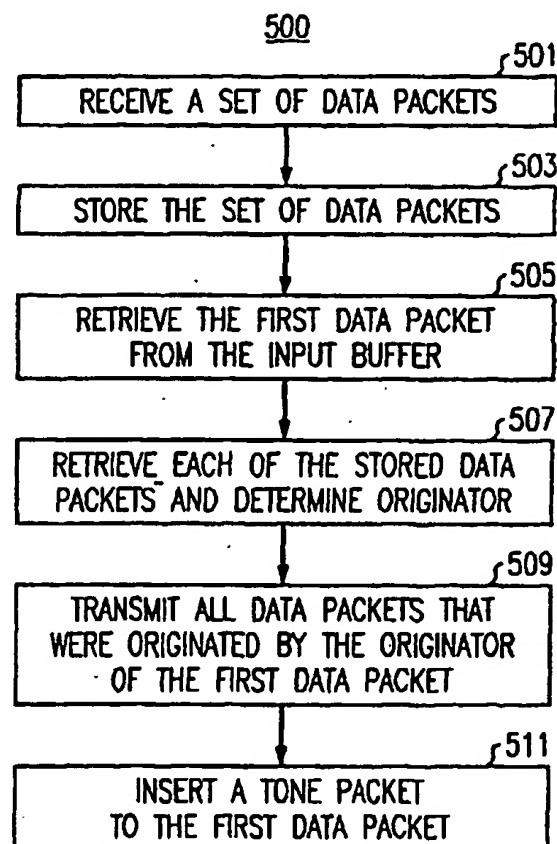 500
501
RECEIVE A SET OF DATA PACKETS
503
STORE THE SET OF DATA PACKETS
505
RETRIEVE THE FIRST DATA PACKET
FROM THE INPUT BUFFER
507
RETRIEVE EACH OF THE STORED DATA
PACKETS AND DETERMINE ORIGINATOR
509
TRANSMIT ALL DATA PACKETS THAT
WERE ORIGINATED BY THE ORIGINATOR
OF THE FIRST DATA PACKET
511
INSERT A TONE PACKET
TO THE FIRST DATA PACKET